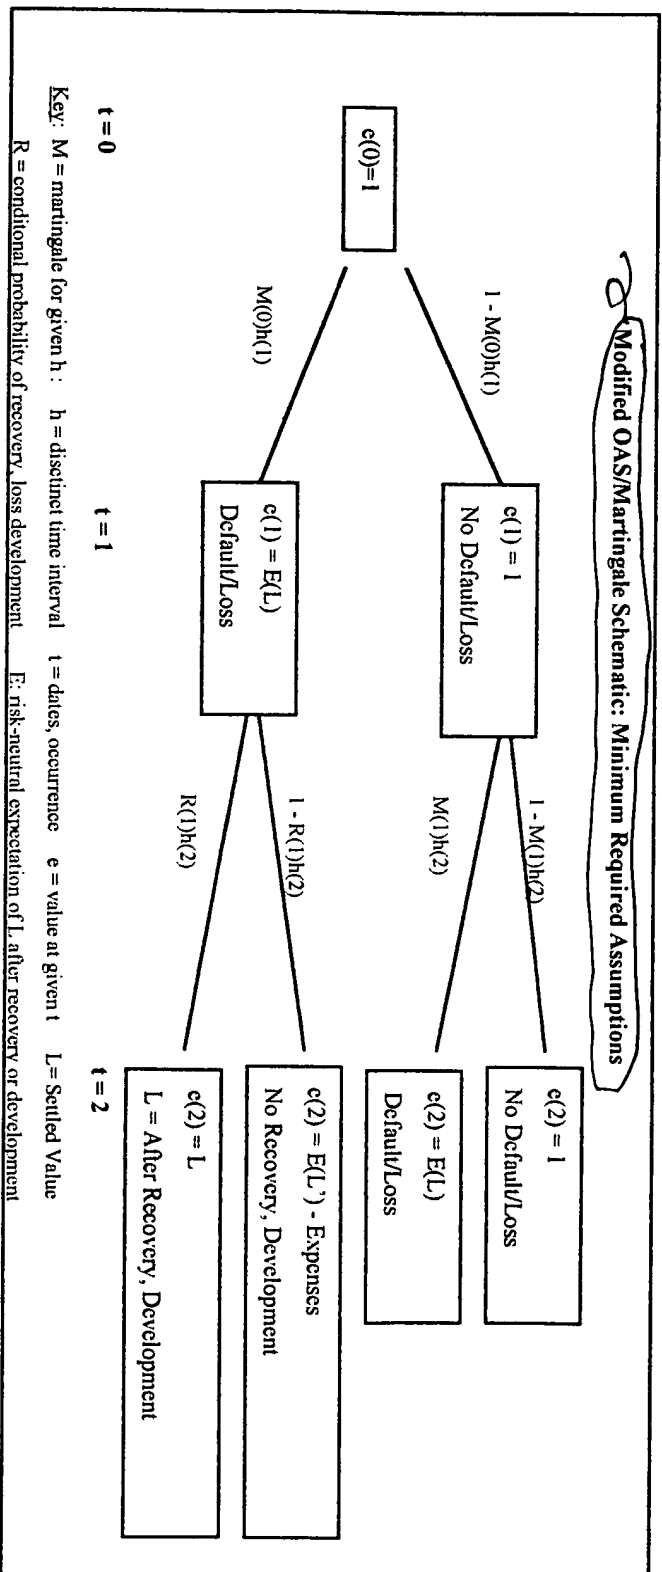 Modified OAS/Martingale Schematic: Minimum Required Assumptions
e(0)=1
1 - M(0)h(1)
M(0)h(1)
e(1) = 1
No Default/Loss
e(1) = E(L)
Default/Loss
1 - M(1)h(2)
M(1)h(2)
1 - R(1)h(2)
R(1)h(2)
e(2) = 1
No Default/Loss
e(2) = E(L)
Default/Loss
e(2) = E(L') - Expenses
No Recovery, Development
e(2) = L
L = After Recovery, Development
t = 0
t = 1
t = 2
Key: M = martingale for given h : h = disctinct time interval t = dates, occurrence e = value at given t L= Settled Value
R = conditonal probability of recovery, loss development E: risk-neutral expectation of L after recovery or development